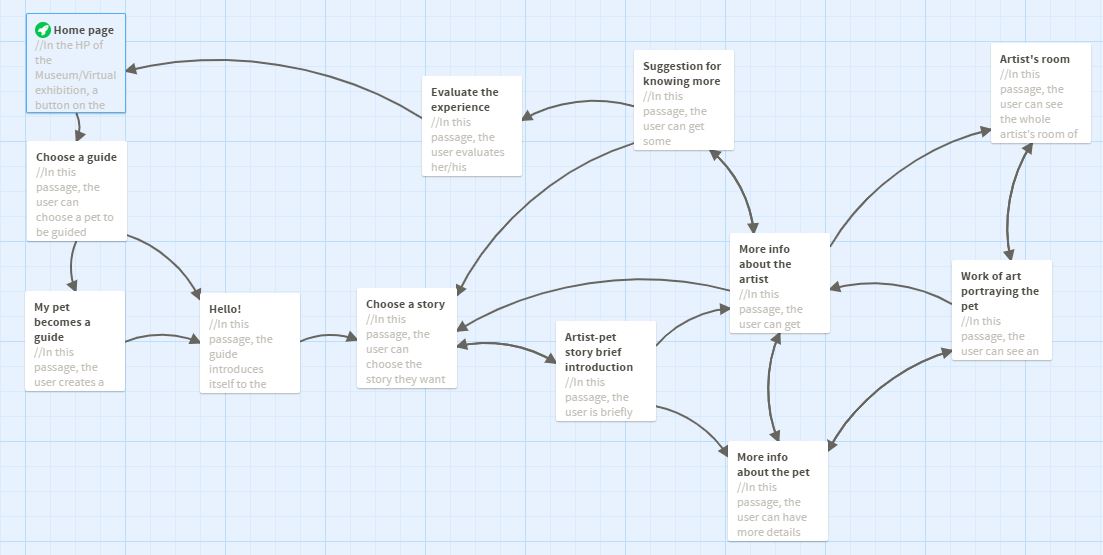 Home page
//In the HP of
the
Museum/Virtual
exhibition, a
button on the
Choose a guide
//In this
passage, the
user can
choose a pet to
be guided
My pet
becomes a
guide
//In this
passage, the
user creates a
Hello!
//In this
passage, the
guide
introduces
itself to the
Choose a story
//In this
passage, the
user can
choose the
story they want
Evaluate the
experience
//In this
passage, the
user evaluates
her/his
Artist-pet
story brief
introduction
//In this
passage, the
user is briefly
Suggestion for
knowing more
//In this
passage, the
user can get
some
More info
about the
artist
//In this
passage, the
user can get
More info
about the pet
//In this
passage, the
user can have
more details
Artist's room
//In this
passage, the
user can see
the whole
artist's room of
Work of art
portraying the
pet
//In this
passage, the
user can see an